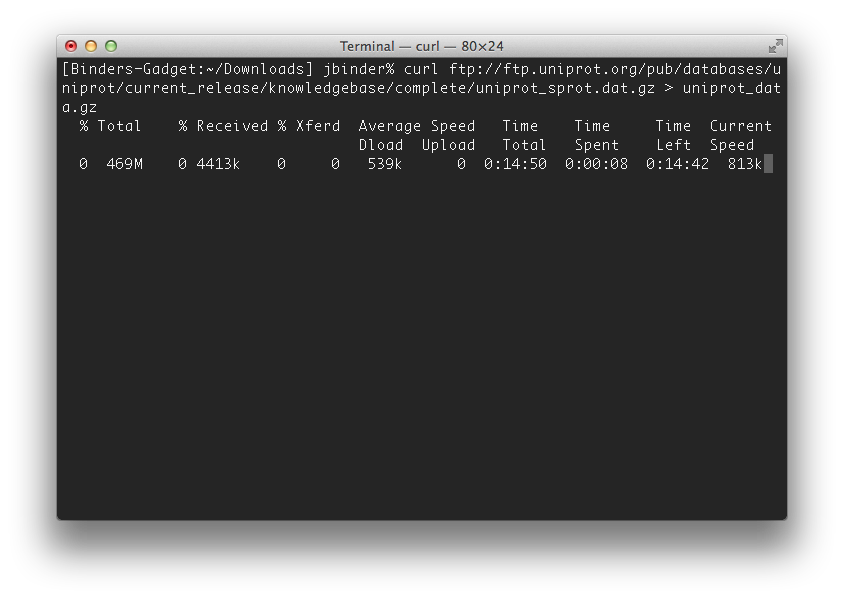 Terminal — curl — 80×24
[Binders-Gadget:~/Downloads] jbinder% curl ftp://ftp.uniprot.org/pub/databases/u
niprot/current_release/knowledgebase/complete/uniprot_sprot.dat.gz > uniprot_dat
a.gz
  % Total    % Received % Xferd  Average Speed   Time    Time     Time  Current
                                 Dload  Upload   Total   Spent    Left  Speed
  0  469M    0 4413k    0     0   539k      0  0:14:50  0:00:08  0:14:42  813k